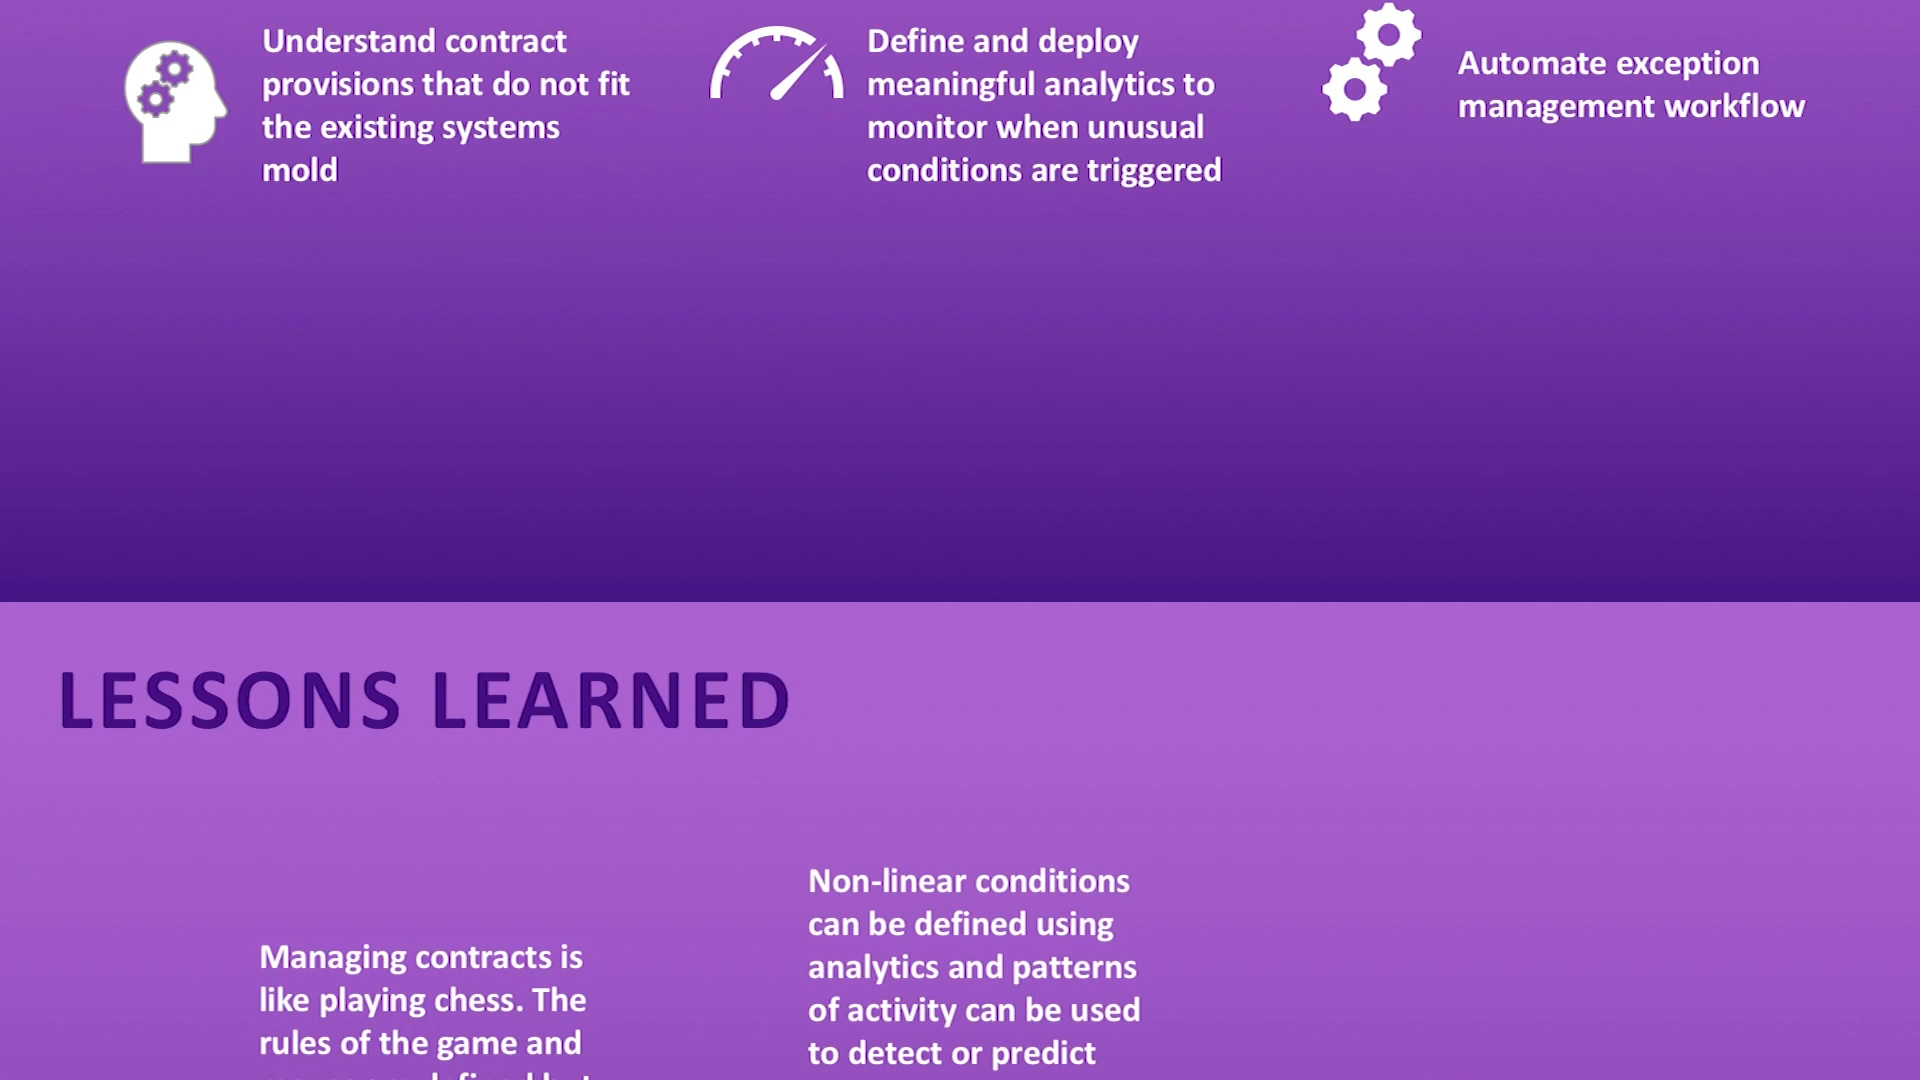 Understand contract
provisions that do not fit
the existing systems
mold
Define and deploy
meaningful analytics to
monitor when unusual
conditions are triggered
Automate exception
management workflow
LESSONS LEARNED
Managing contracts is
like playing chess. The
rules of the game and
Non-linear conditions
can be defined using
analytics and patterns
of activity can be used
to detect or predict